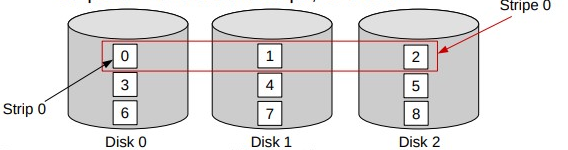 Stripe 0
0 1 2
Strip 0
3 4 5
6 7 8
Disk 0 Disk 1 Disk 2